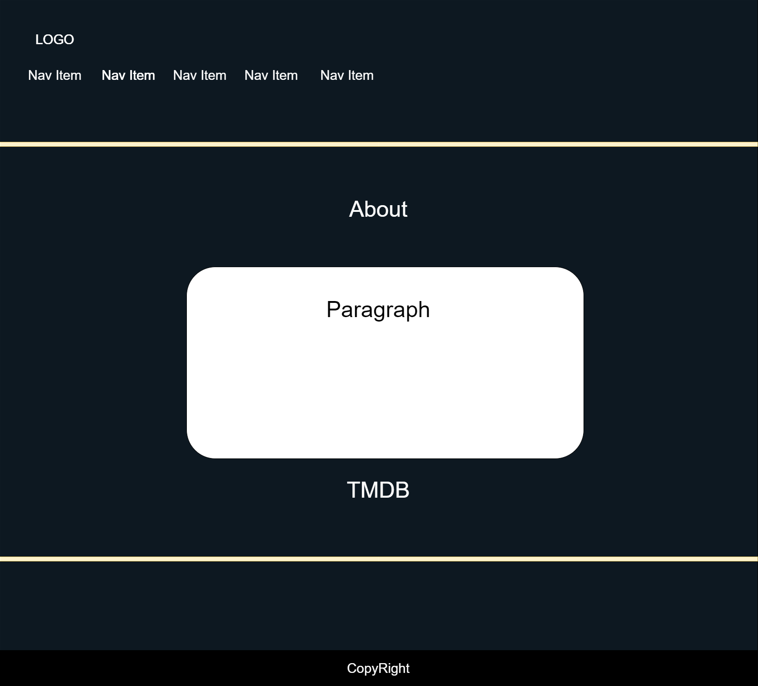 LOGO
Nav Item Nav Item Nav Item Nav Item Nav Item
About
Paragraph
TMDB
CopyRight